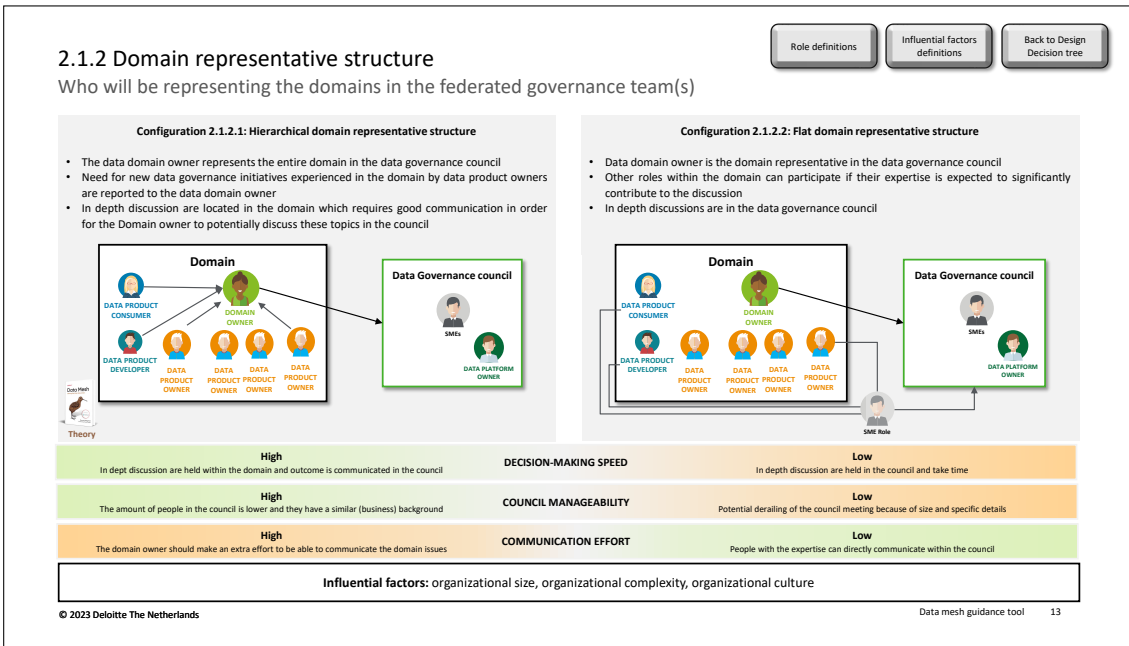 Role definitions
Influential factors
definitions
Back to Design
Decision tree
2.1.2 Domain representative structure
Who will be representing the domains in the federated governance team(s)
Configuration 2.1.2.1: Hierarchical domain representative structure
• The data domain owner represents the entire domain in the data governance council
• Need for new data governance initiatives experienced in the domain by data product owners
are reported to the data domain owner
• In depth discussion are located in the domain which requires good communication in order
for the Domain owner to potentially discuss these topics in the council
Domain
DATA PRODUCT
CONSUMER
DOMAIN
OWNER
DATA PRODUCT
DEVELOPER
DATA
PRODUCT
OWNER
DATA
PRODUCT
OWNER
DATA
PRODUCT
OWNER
DATA
PRODUCT
OWNER
Data Governance council
SMEs
DATA PLATFORM
OWNER
Data Mesh
Theory
Configuration 2.1.2.2: Flat domain representative structure
• Data domain owner is the domain representative in the data governance council
• Other roles within the domain can participate if their expertise is expected to significantly
contribute to the discussion
• In depth discussions are in the data governance council
Domain
DATA PRODUCT
CONSUMER
DOMAIN
OWNER
DATA PRODUCT
DEVELOPER
DATA
PRODUCT
OWNER
DATA
PRODUCT
OWNER
DATA
PRODUCT
OWNER
DATA
PRODUCT
OWNER
Data Governance council
SMEs
DATA PLATFORM
OWNER
SME Role
High
In dept discussion are held within the domain and outcome is communicated in the council
DECISION-MAKING SPEED
Low
In depth discussion are held in the council and take time
High
The amount of people in the council is lower and they have a similar (business) background
COUNCIL MANAGEABILITY
Low
Potential derailing of the council meeting because of size and specific details
High
The domain owner should make an extra effort to be able to communicate the domain issues
COMMUNICATION EFFORT
Low
People with the expertise can directly communicate within the council
Influential factors: organizational size, organizational complexity, organizational culture
© 2023 Deloitte The Netherlands
Data mesh guidance tool 13